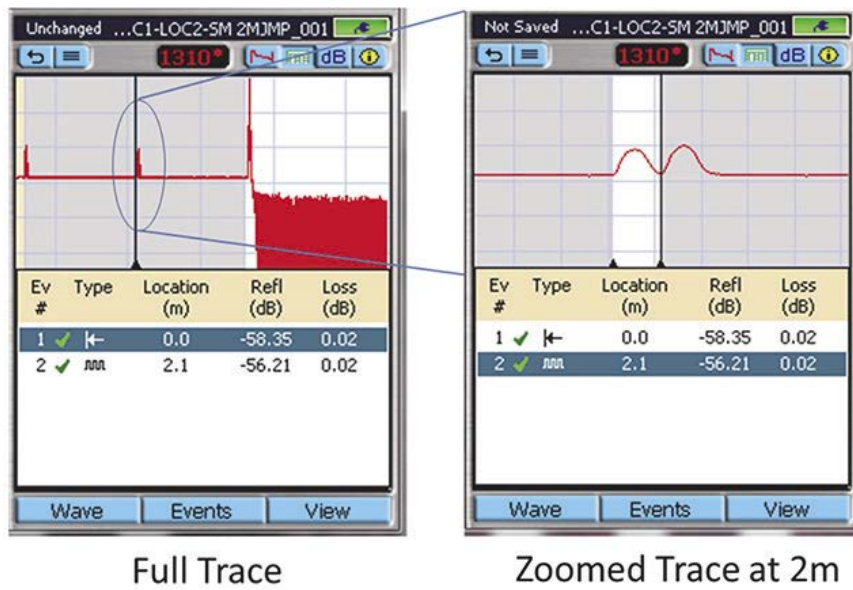 Unchanged ...C1-LOC2-SM 2MJMP_001
1310*
dB
Ev # Type Location (m) Refl (dB) Loss (dB)
1 0.0 -58.35 0.02
2 2.1 -56.21 0.02
Wave Events View
Full Trace
Not Saved ...C1-LOC2-SM 2MJMP_001
1310*
dB
Ev # Type Location (m) Refl (dB) Loss (dB)
1 0.0 -58.35 0.02
2 2.1 -56.21 0.02
Wave Events View
Zoomed Trace at 2m